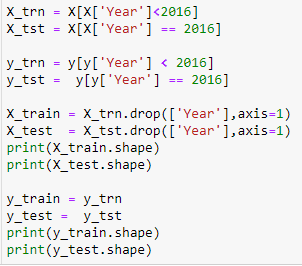 X_trn = X[X['Year']<2016]
X_tst = X[X['Year'] == 2016]
y_trn = y[y['Year'] < 2016]
y_tst =  y[y['Year'] == 2016]
X_train = X_trn.drop(['Year'],axis=1)
X_test  = X_tst.drop(['Year'],axis=1)
print(X_train.shape)
print(X_test.shape)
y_train = y_trn
y_test =  y_tst
print(y_train.shape)
print(y_test.shape)